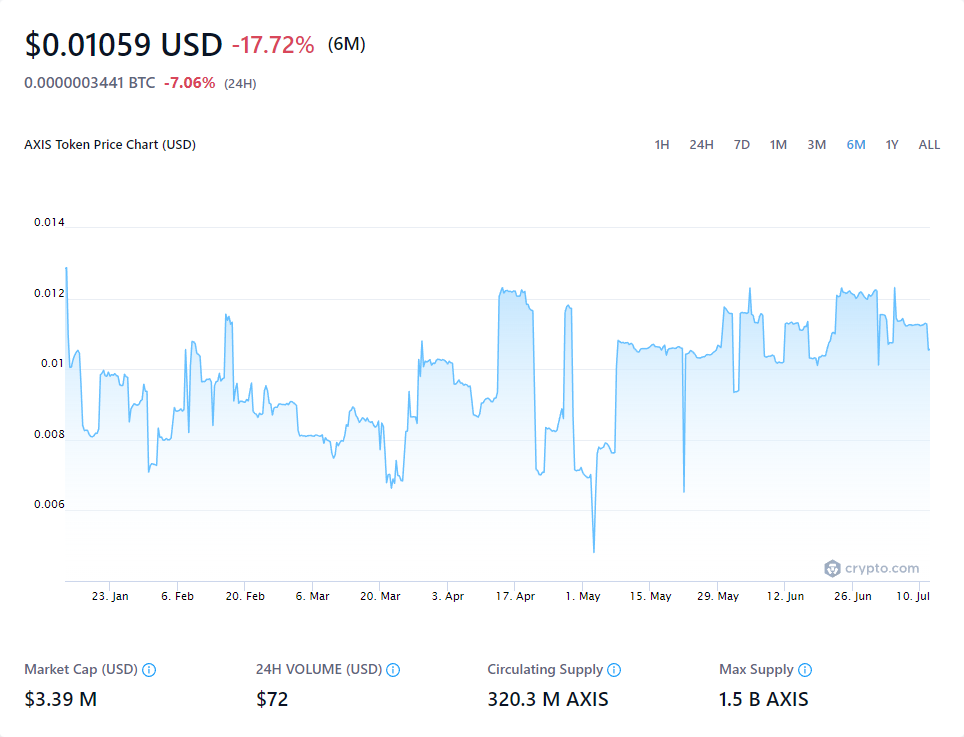 $0.01059 USD -17.72% (6M)
0.0000003441 BTC -7.06% (24H)
AXIS Token Price Chart (USD) 1H 24H 7D 1M 3M 6M 1Y ALL
0.014
0.012
0.01
0.008
0.006
crypto.com
23. Jan 6. Feb 20. Feb 6. Mar 20. Mar 3. Apr 17. Apr 1. May 15. May 29. May 12. Jun 26. Jun 10. Jul
Market Cap (USD) 24H VOLUME (USD) Circulating Supply Max Supply
$3.39 M $72 320.3 M AXIS 1.5 B AXIS